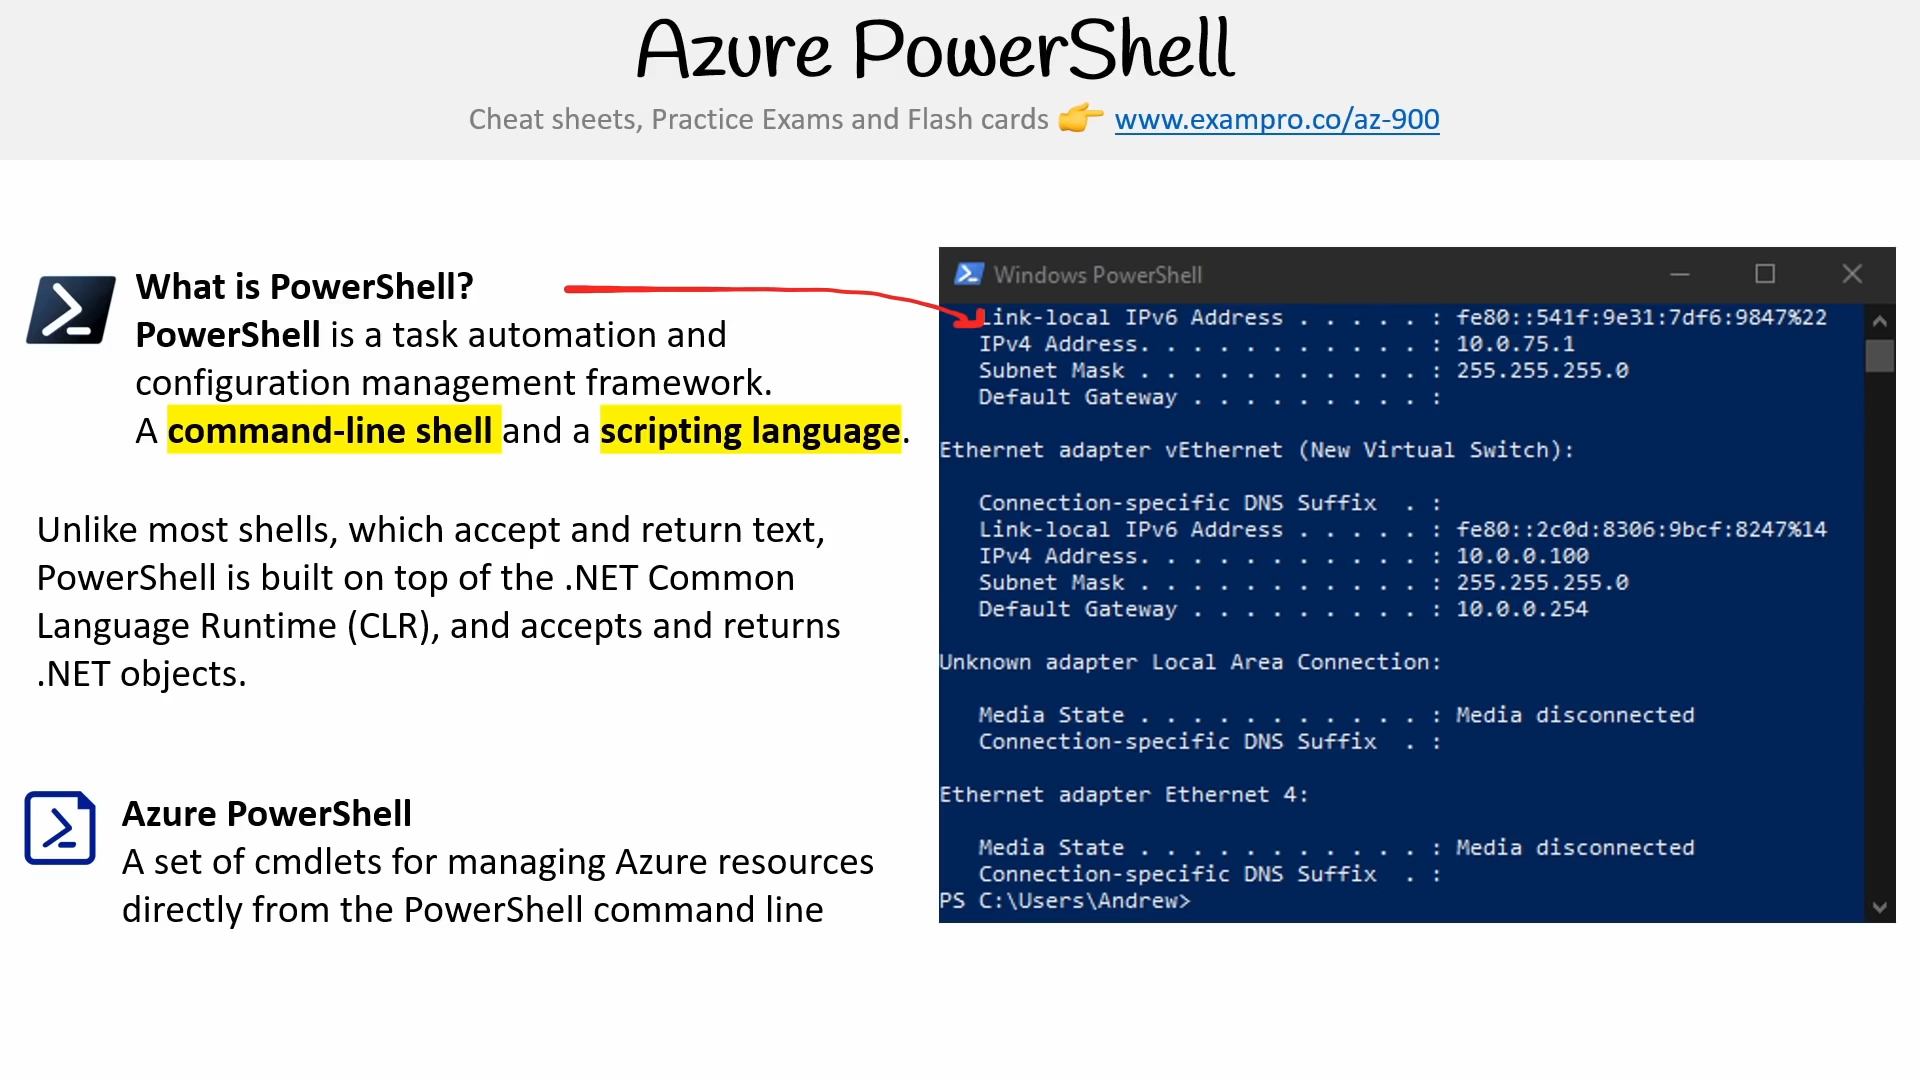 Azure PowerShell
Cheat sheets, Practice Exams and Flash cards 👉 www.exampro.co/az-900
What is PowerShell?
PowerShell is a task automation and
configuration management framework.
A command-line shell and a scripting language.
Unlike most shells, which accept and return text,
PowerShell is built on top of the .NET Common
Language Runtime (CLR), and accepts and returns
.NET objects.
Azure PowerShell
A set of cmdlets for managing Azure resources
directly from the PowerShell command line
Windows PowerShell
Link-local IPv6 Address . . . . . : fe80::541f:9e31:7df6:9847%22
IPv4 Address. . . . . . . . . . . : 10.0.75.1
Subnet Mask . . . . . . . . . . . : 255.255.255.0
Default Gateway . . . . . . . . . :
Ethernet adapter vEthernet (New Virtual Switch):
Connection-specific DNS Suffix  . :
Link-local IPv6 Address . . . . . : fe80::2c0d:8306:9bcf:8247%14
IPv4 Address. . . . . . . . . . . : 10.0.0.100
Subnet Mask . . . . . . . . . . . : 255.255.255.0
Default Gateway . . . . . . . . . : 10.0.0.254
Unknown adapter Local Area Connection:
Media State . . . . . . . . . . . : Media disconnected
Connection-specific DNS Suffix  . :
Ethernet adapter Ethernet 4:
Media State . . . . . . . . . . . : Media disconnected
Connection-specific DNS Suffix  . :
PS C:\Users\Andrew>